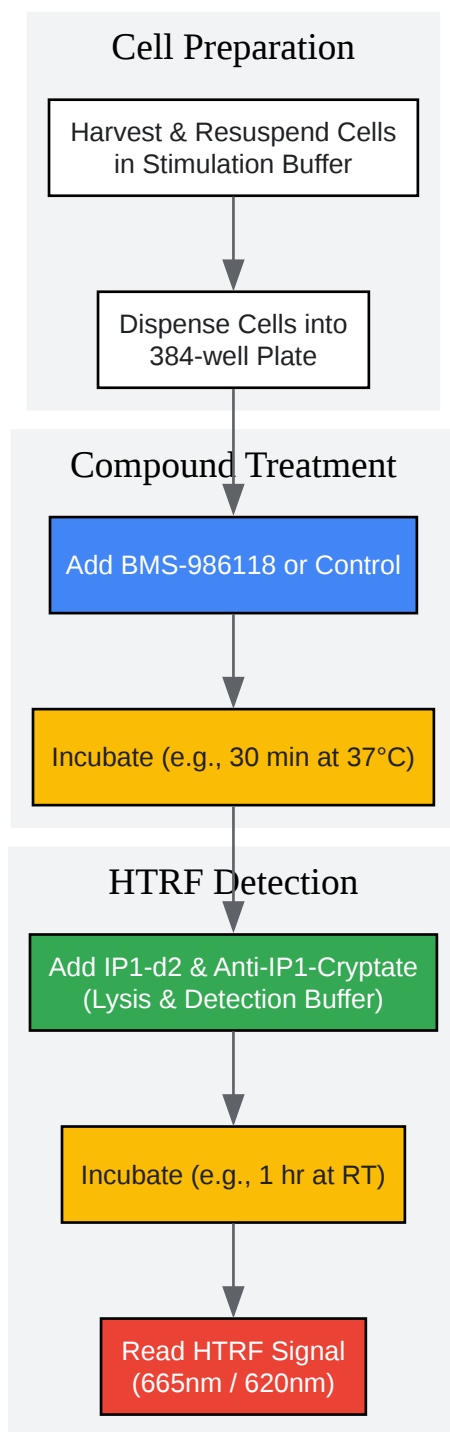 Cell Preparation
Harvest & Resuspend Cells
in Stimulation Buffer
Dispense Cells into
384-well Plate
Compound Treatment
Add BMS-986118 or Control
Incubate (e.g., 30 min at 37°C)
HTRF Detection
Add IP1-d2 & Anti-IP1-Cryptate
(Lysis & Detection Buffer)
Incubate (e.g., 1 hr at RT)
Read HTRF Signal
(665nm / 620nm)